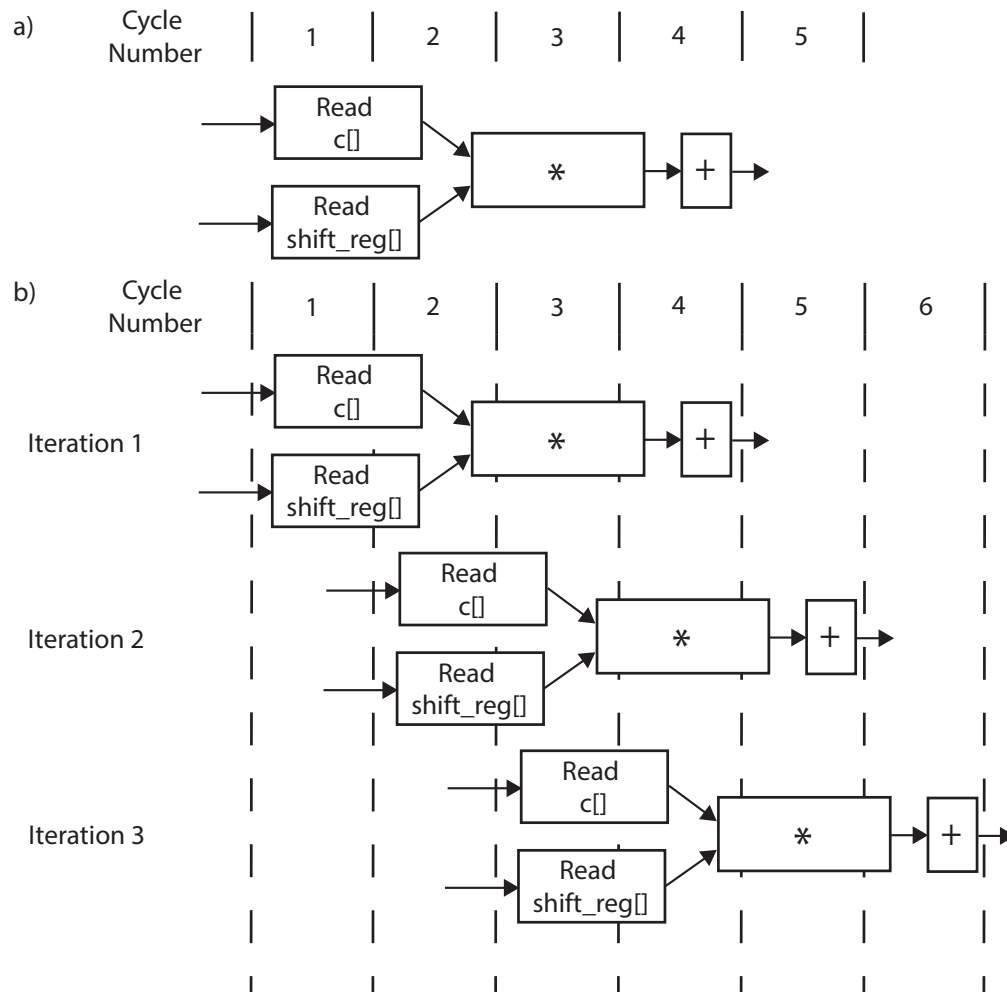 a) Cycle Number 1 2 3 4 5
Read
c[]
*
+
Read
shift_reg[]
b) Cycle Number 1 2 3 4 5 6
Read
c[]
Iteration 1
*
+
Read
shift_reg[]
Read
c[]
Iteration 2
*
+
Read
shift_reg[]
Read
c[]
Iteration 3
*
+
Read
shift_reg[]